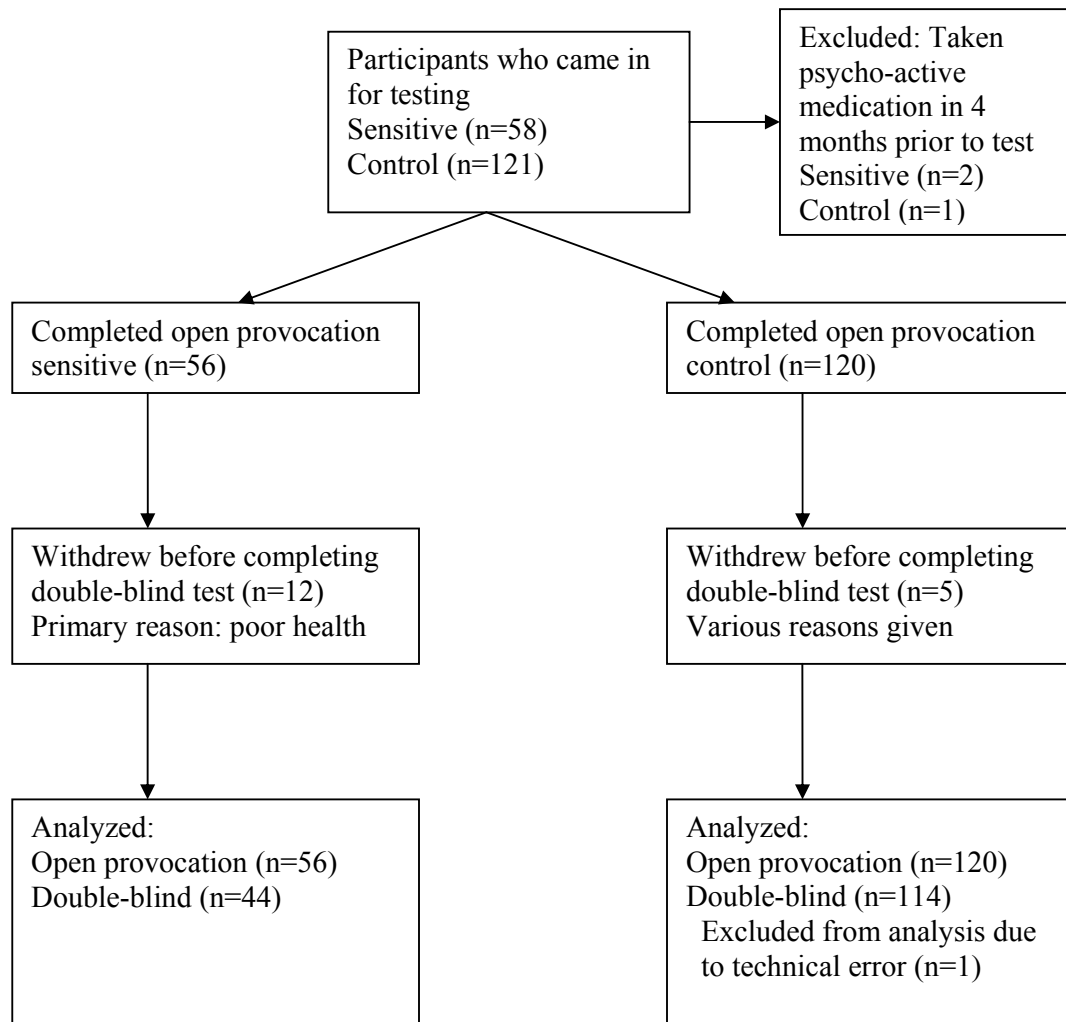 Participants who came in
for testing
Sensitive (n=58)
Control (n=121)
Excluded: Taken
psycho-active
medication in 4
months prior to test
Sensitive (n=2)
Control (n=1)
Completed open provocation
sensitive (n=56)
Completed open provocation
control (n=120)
Withdrew before completing
double-blind test (n=12)
Primary reason: poor health
Withdrew before completing
double-blind test (n=5)
Various reasons given
Analyzed:
Open provocation (n=56)
Double-blind (n=44)
Analyzed:
Open provocation (n=120)
Double-blind (n=114)
Excluded from analysis due
to technical error (n=1)